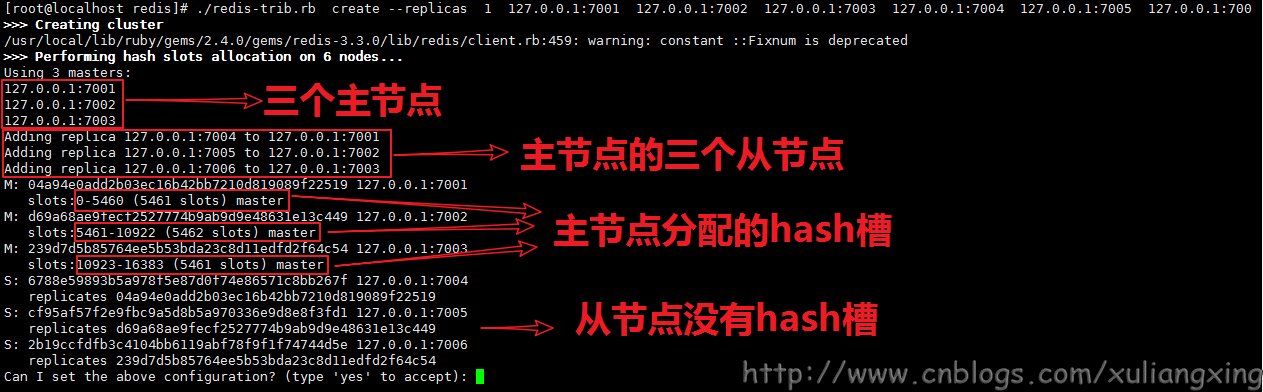 [root@localhost redis]# ./redis-trib.rb  create --replicas  1  127.0.0.1:7001  127.0.0.1:7002  127.0.0.1:7003  127.0.0.1:7004  127.0.0.1:7005  127.0.0.1:700
>>> Creating cluster
/usr/local/lib/ruby/gems/2.4.0/gems/redis-3.3.0/lib/redis/client.rb:459: warning: constant ::Fixnum is deprecated
>>> Performing hash slots allocation on 6 nodes...
Using 3 masters:
127.0.0.1:7001
127.0.0.1:7002
127.0.0.1:7003
三个主节点
Adding replica 127.0.0.1:7004 to 127.0.0.1:7001
Adding replica 127.0.0.1:7005 to 127.0.0.1:7002
Adding replica 127.0.0.1:7006 to 127.0.0.1:7003
主节点的三个从节点
M: 04a94e0add2b03ec16b42bb7210d819089f22519 127.0.0.1:7001
slots:0-5460 (5461 slots) master
M: d69a68ae9fecf2527774b9ab9d9e48631e13c449 127.0.0.1:7002
slots:5461-10922 (5462 slots) master
M: 239d7d5b85764ee5b53bda23c8d11edfd2f64c54 127.0.0.1:7003
slots:10923-16383 (5461 slots) master
主节点分配的hash槽
S: 6788e59893b5a978f5e87d0f74e86571c8bb267f 127.0.0.1:7004
replicates 04a94e0add2b03ec16b42bb7210d819089f22519
S: cf95af57f2e9fbc9a5d8b5a970336e9d8e8f3fd1 127.0.0.1:7005
replicates d69a68ae9fecf2527774b9ab9d9e48631e13c449
S: 2b19ccfdfb3c4104bb6119abf78f9f1f74744d5e 127.0.0.1:7006
replicates 239d7d5b85764ee5b53bda23c8d11edfd2f64c54
从节点没有hash槽
Can I set the above configuration? (type 'yes' to accept):
http://www.cnblogs.com/xuliangxing